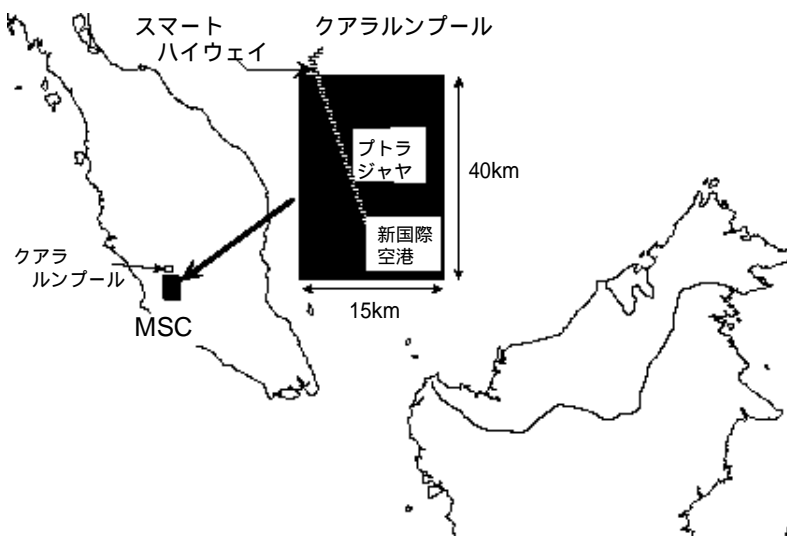 スマート
ハイウェイ
クアラルンプール
プトラ
ジャヤ
40km
新国際
空港
15km
クアラ
ルンプール
MSC